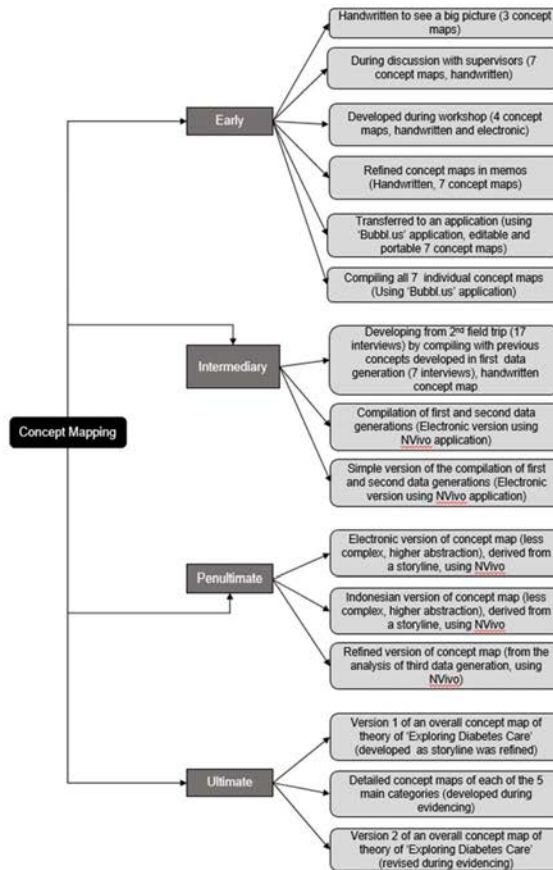 Handwritten to see a big picture (3 concept
maps)
During discussion with supervisors (7
concept maps, handwritten)
Early
Developed during workshop (4 concept
maps, handwritten and electronic)
Refined concept maps in memos
(Handwritten, 7 concept maps)
Transferred to an application (using
'Bubbl.us' application, editable and
portable 7 concept maps)
Compiling all 7 individual concept maps
(Using 'Bubbl.us' application)
Developing from 2nd field trip (17
interviews) by compiling with previous
concepts developed in first data
generation (7 interviews), handwritten
concept map
Intermediary
Compilation of first and second data
generations (Electronic version using
NVivo application)
Concept Mapping
Simple version of the compilation of first
and second data generations (Electronic
version using NVivo application)
Electronic version of concept map (less
complex, higher abstraction), derived from
a storyline, using NVivo
Penultimate
Indonesian version of concept map (less
complex, higher abstraction), derived from
a storyline, using NVivo
Refined version of concept map (from the
analysis of third data generation, using
NVivo)
Version 1 of an overall concept map of
theory of 'Exploring Diabetes Care'
(developed as storyline was refined)
Ultimate
Detailed concept maps of each of the 5
main categories (developed during
evidencing)
Version 2 of an overall concept map of
theory of 'Exploring Diabetes Care'
(revised during evidencing)